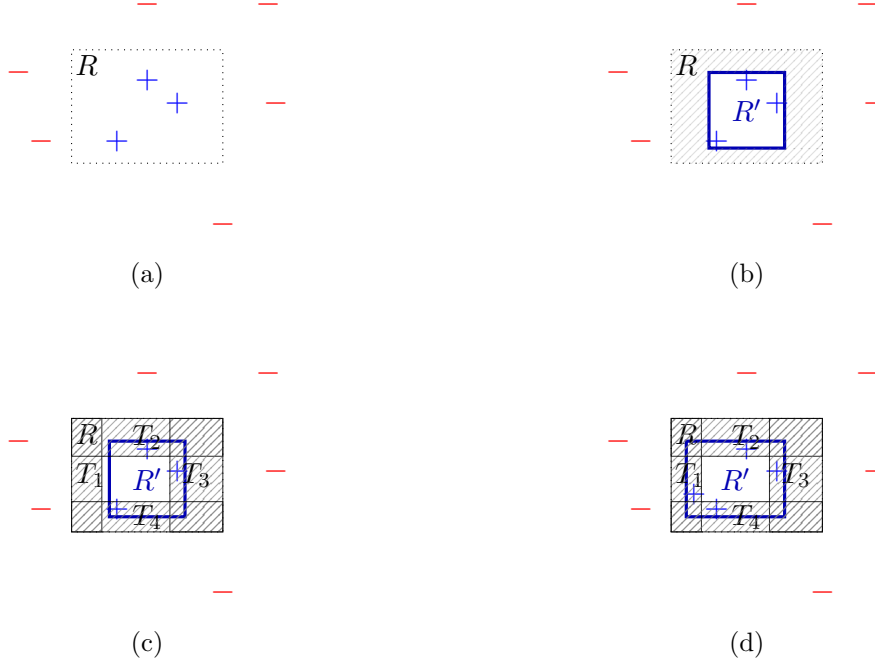 R
(a)
R
R′
(b)
R
T₂
T₁
R′
T₃
T₄
(c)
R
T₂
T₁
R′
T₃
T₄
(d)